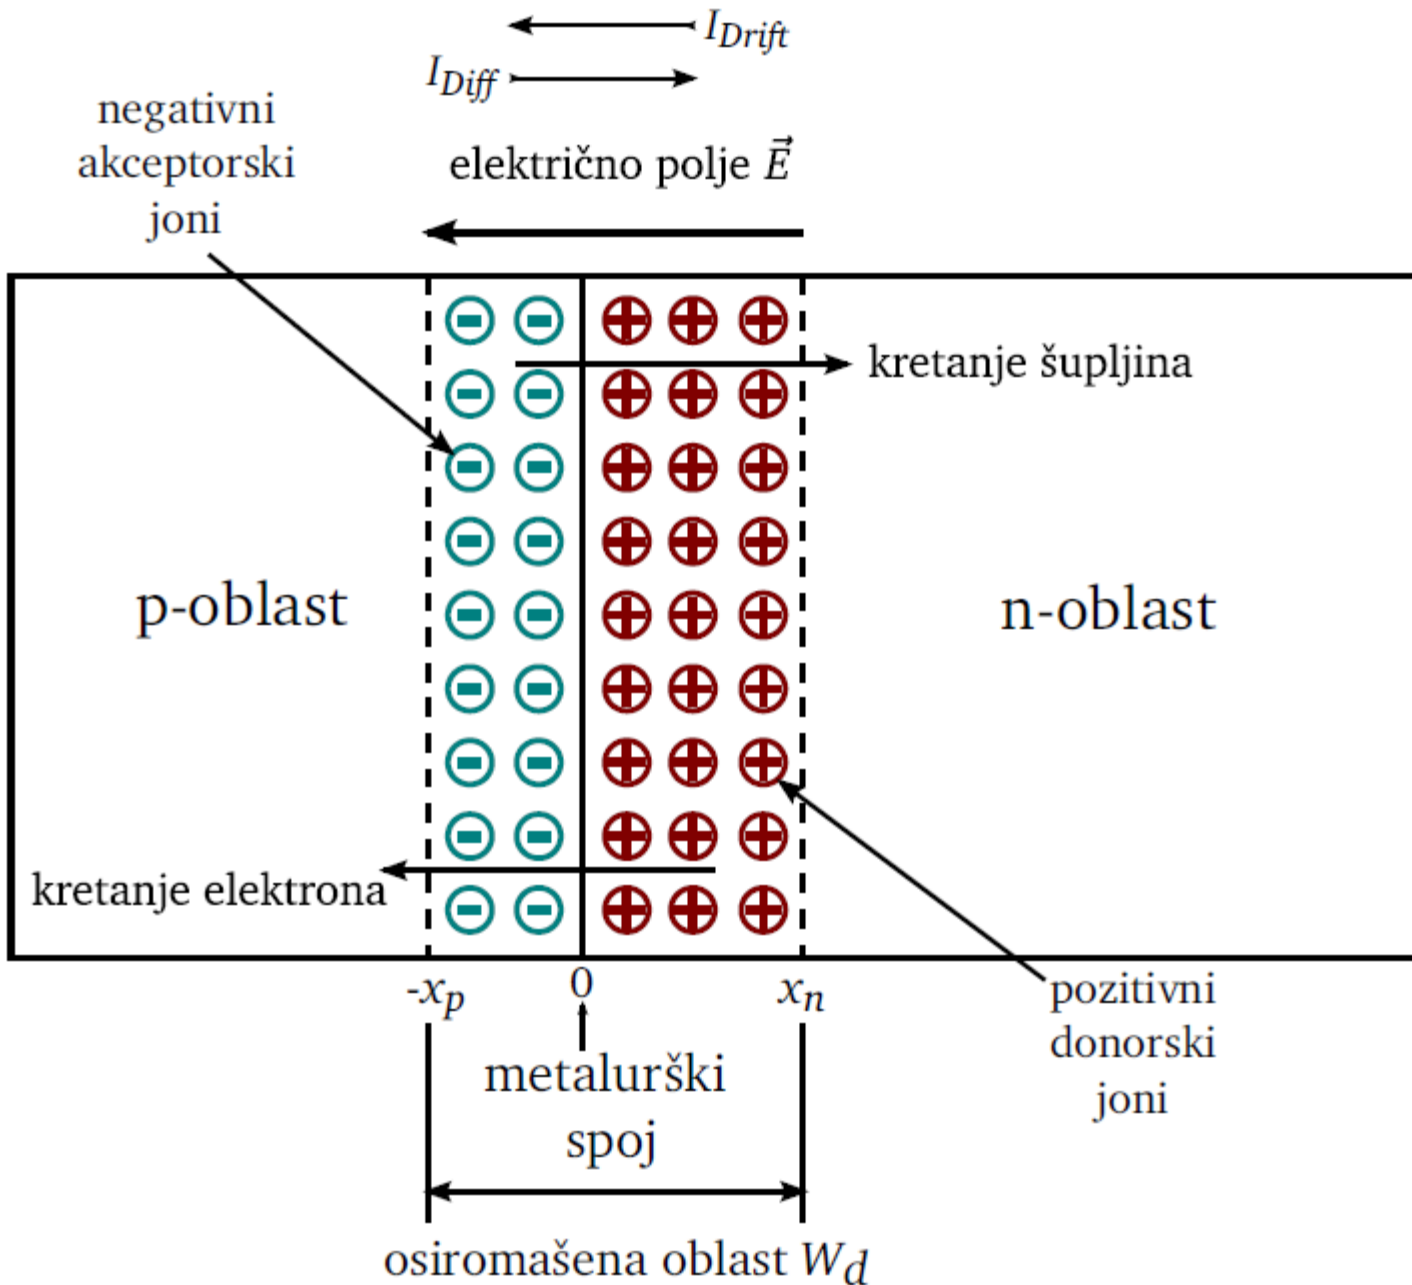 I_Drift
I_Diff
negativni
akceptorski
joni
električno polje E⃗
kretanje šupljina
p-oblast
n-oblast
kretanje elektrona
-x_p
0
x_n
metalurški
spoj
pozitivni
donorski
joni
osiromašena oblast W_d